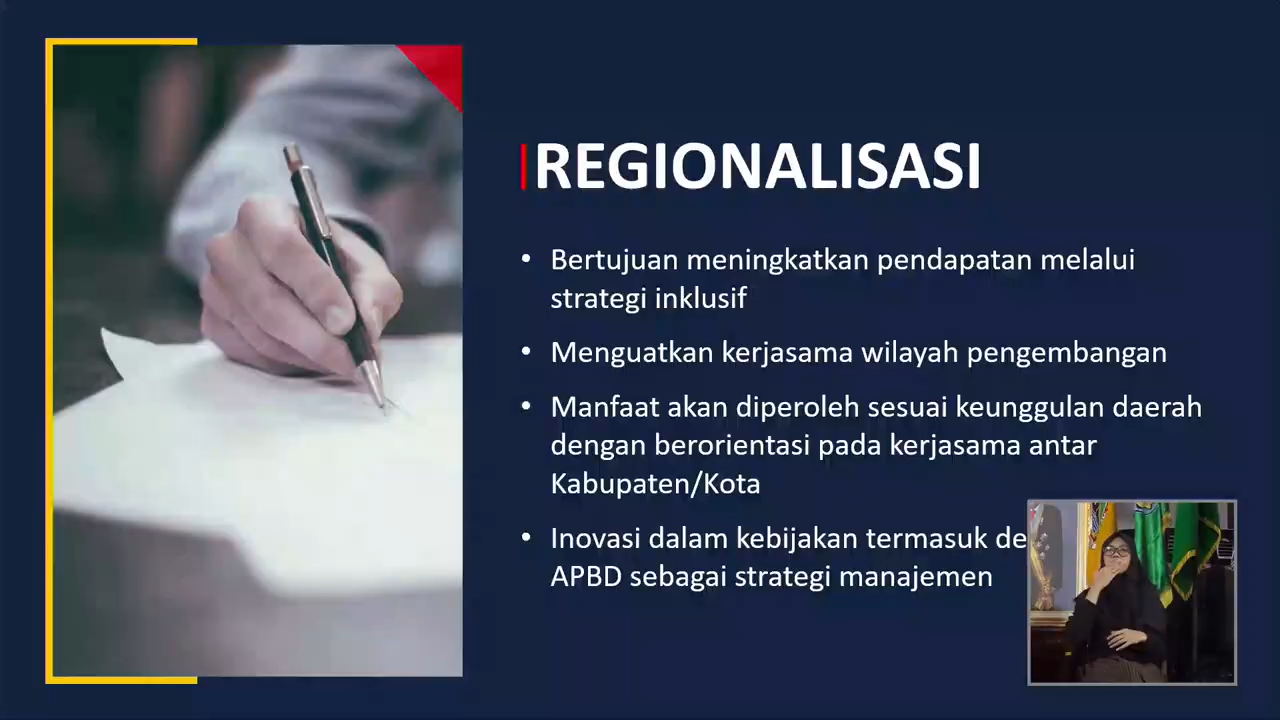 REGIONALISASI
• Bertujuan meningkatkan pendapatan melalui
strategi inklusif
• Menguatkan kerjasama wilayah pengembangan
• Manfaat akan diperoleh sesuai keunggulan daerah
dengan berorientasi pada kerjasama antar
Kabupaten/Kota
• Inovasi dalam kebijakan termasuk
APBD sebagai strategi manajemen